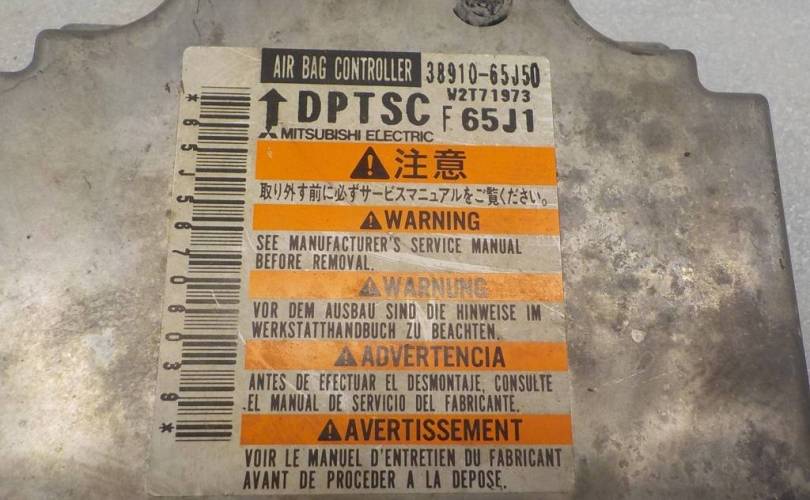 AIR BAG CONTROLLER 38910-65J50
W2T71973
DPTSC F 65J1
MITSUBISHI ELECTRIC
注意
取り外す前に必ずサービスマニュアルをご覧ください。
WARNING
SEE MANUFACTURER'S SERVICE MANUAL
BEFORE REMOVAL.
WARNUNG
VOR DEM AUSBAU SIND DIE HINWEISE IM
WERKSTATTHANDBUCH ZU BEACHTEN.
ADVERTENCIA
ANTES DE EFECTUAR EL DESMONTAJE, CONSULTE
EL MANUAL DE SERVICIO DEL FABRICANTE.
AVERTISSEMENT
VOIR LE MANUEL D'ENTRETIEN DU FABRICANT
AVANT DE PROCEDER A LA DEPOSE.
*65J56706039*